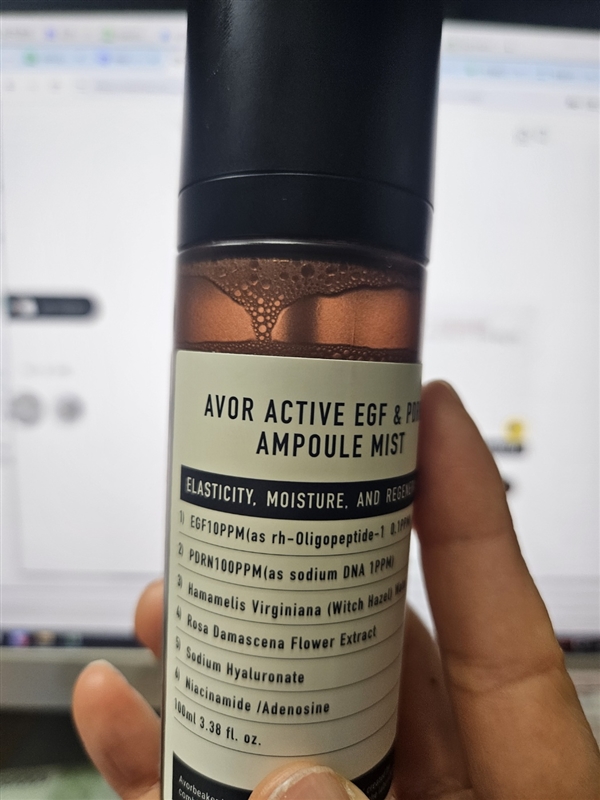 AVOR ACTIVE EGF &
AMPOULE MIST
ELASTICITY, MOISTURE, AND
1) EGF10PPM(as rh-Oligopeptide-1
2) PDRN100PPM(as sodium DNA 1PPM)
3) Hamamelis Virginiana (Witch Hazel)
4) Rosa Damascena Flower Extract
5) Sodium Hyaluronate
6) Niacinamide /Adenosine
100ml 3.38 fl. oz.